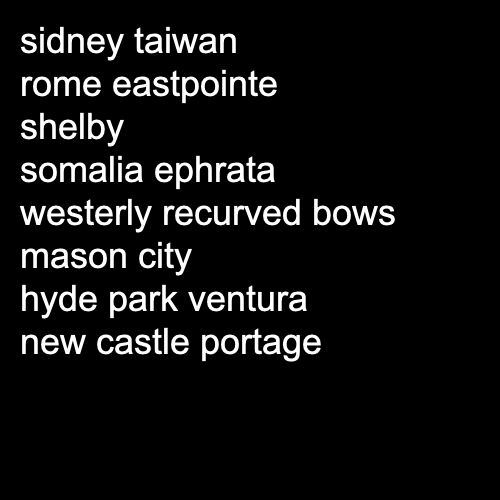 sidney taiwan
rome eastpointe
shelby
somalia ephrata
westerly recurved bows
mason city
hyde park ventura
new castle portage